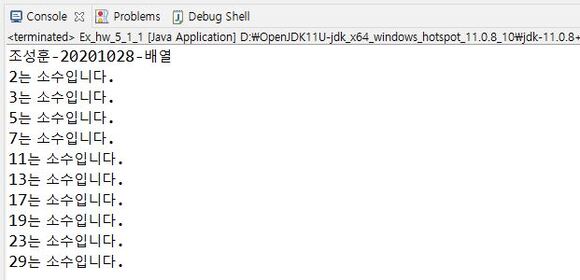 Console Problems Debug Shell
<terminated> Ex_hw_5_1_1 [Java Application] D:₩OpenJDK11U-jdk_x64_windows_hotspot_11.0.8_10₩jdk-11.0.8+
조성훈-20201028-배열
2는 소수입니다.
3는 소수입니다.
5는 소수입니다.
7는 소수입니다.
11는 소수입니다.
13는 소수입니다.
17는 소수입니다.
19는 소수입니다.
23는 소수입니다.
29는 소수입니다.